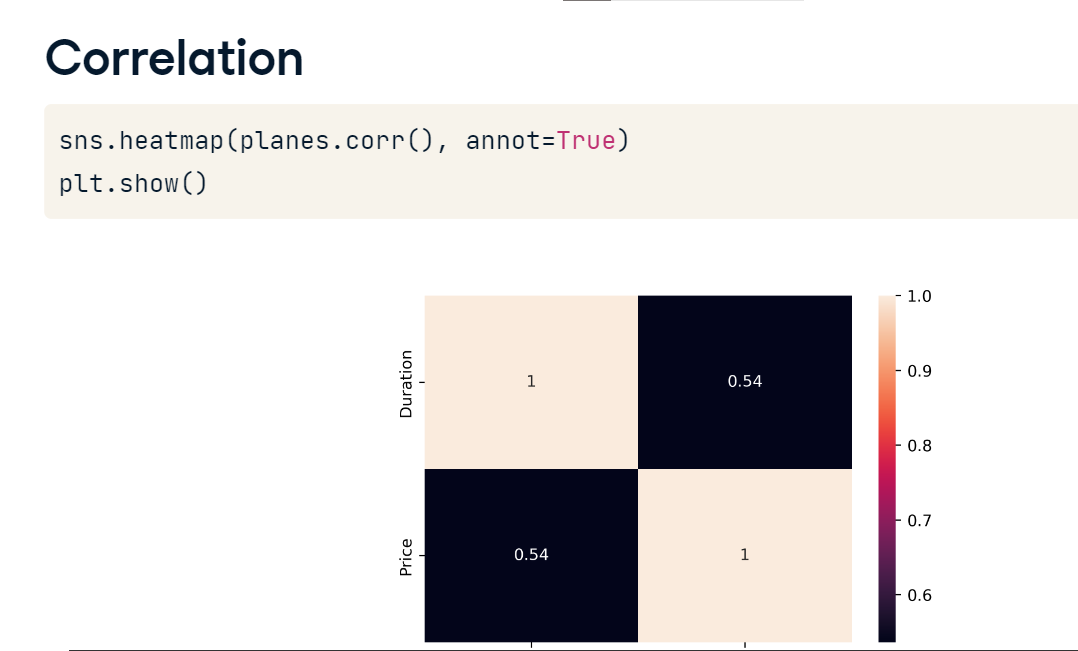 Correlation
sns.heatmap(planes.corr(), annot=True)
plt.show()
1.0
0.9
0.8
0.7
0.6
Duration
1
0.54
Price
0.54
1